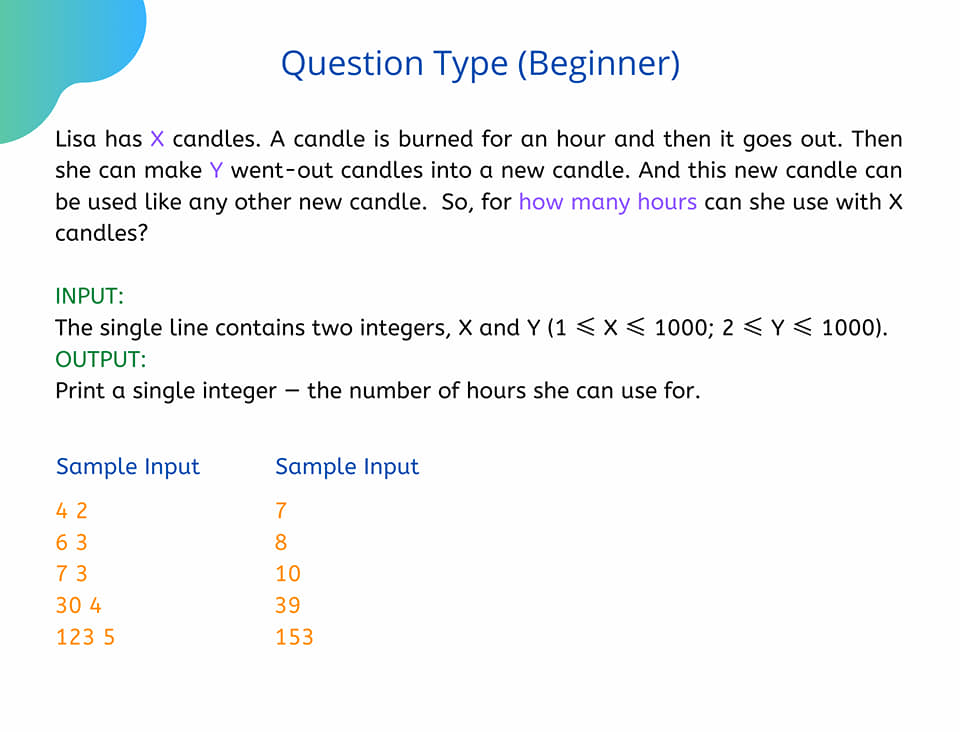 Question Type (Beginner)
Lisa has X candles. A candle is burned for an hour and then it goes out. Then
she can make Y went-out candles into a new candle. And this new candle can
be used like any other new candle. So, for how many hours can she use with X
candles?
INPUT:
The single line contains two integers, X and Y (1 ⩽ X ⩽ 1000; 2 ⩽ Y ⩽ 1000).
OUTPUT:
Print a single integer — the number of hours she can use for.
Sample Input Sample Input
4 2 7
6 3 8
7 3 10
30 4 39
123 5 153